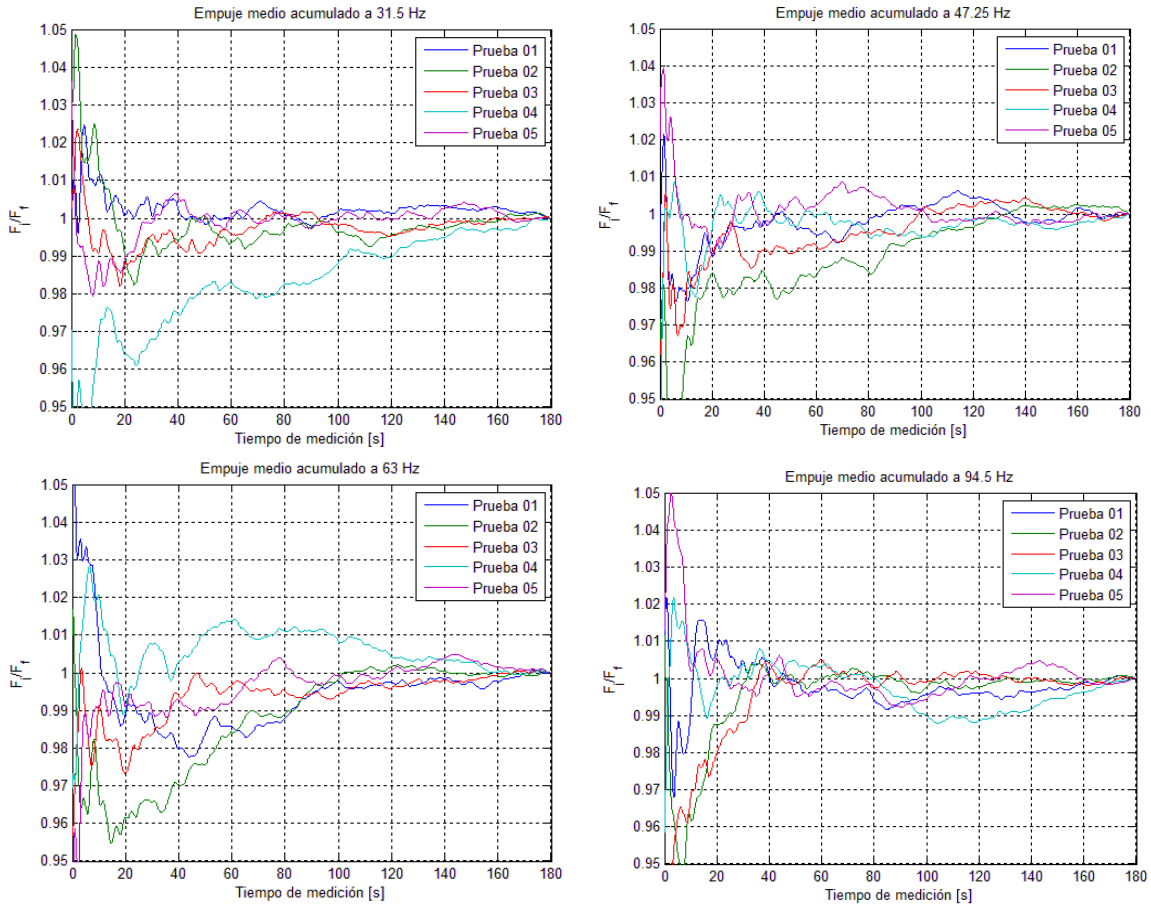 Empuje medio acumulado a 31.5 Hz
1.05
1.04
1.03
1.02
1.01
1
0.99
0.98
0.97
0.96
0.95
F_i/F_f
Prueba 01
Prueba 02
Prueba 03
Prueba 04
Prueba 05
0 20 40 60 80 100 120 140 160 180
Tiempo de medición [s]
Empuje medio acumulado a 47.25 Hz
1.05
1.04
1.03
1.02
1.01
1
0.99
0.98
0.97
0.96
0.95
F_i/F_f
Prueba 01
Prueba 02
Prueba 03
Prueba 04
Prueba 05
0 20 40 60 80 100 120 140 160 180
Tiempo de medición [s]
Empuje medio acumulado a 63 Hz
1.05
1.04
1.03
1.02
1.01
1
0.99
0.98
0.97
0.96
0.95
F_i/F_f
Prueba 01
Prueba 02
Prueba 03
Prueba 04
Prueba 05
0 20 40 60 80 100 120 140 160 180
Tiempo de medición [s]
Empuje medio acumulado a 94.5 Hz
1.05
1.04
1.03
1.02
1.01
1
0.99
0.98
0.97
0.96
0.95
F_i/F_f
Prueba 01
Prueba 02
Prueba 03
Prueba 04
Prueba 05
0 20 40 60 80 100 120 140 160 180
Tiempo de medición [s]